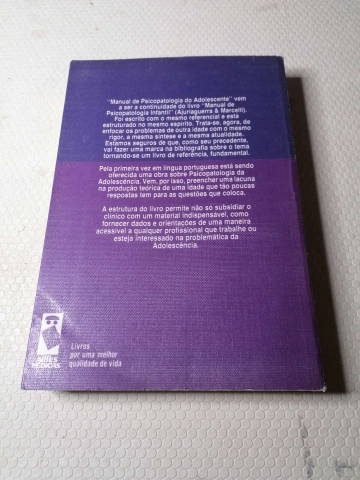 "Manual de Psicopatologia do Adolescente" vem
a ser a continuidade do livro "Manual de
Psicopatologia Infantil" (Ajuriaguerra & Marcelli).
Foi escrito com o mesmo referencial e está
estruturado no mesmo espírito. Trata-se, agora, de
enfocar os problemas de outra idade com o mesmo
rigor, a mesma síntese e a mesma atualidade.
Estamos seguros de que, como seu precedente,
vai fazer uma marca na bibliografia sobre o tema
tornando-se um livro de referência, fundamental.
Pela primeira vez em língua portuguesa está sendo
oferecida uma obra sobre Psicopatologia da
Adolescência. Vem, por isso, preencher uma lacuna
na produção teórica de uma idade que tão poucas
respostas tem para as questões que coloca.
A estrutura do livro permite não só subsidiar o
clínico com um material indispensável, como
fornecer dados e orientações de uma maneira
acessível a qualquer profissional que trabalhe ou
esteja interessado na problemática da
Adolescência.
ARTES
MÉDICAS
Livros
por uma melhor
qualidade de vida